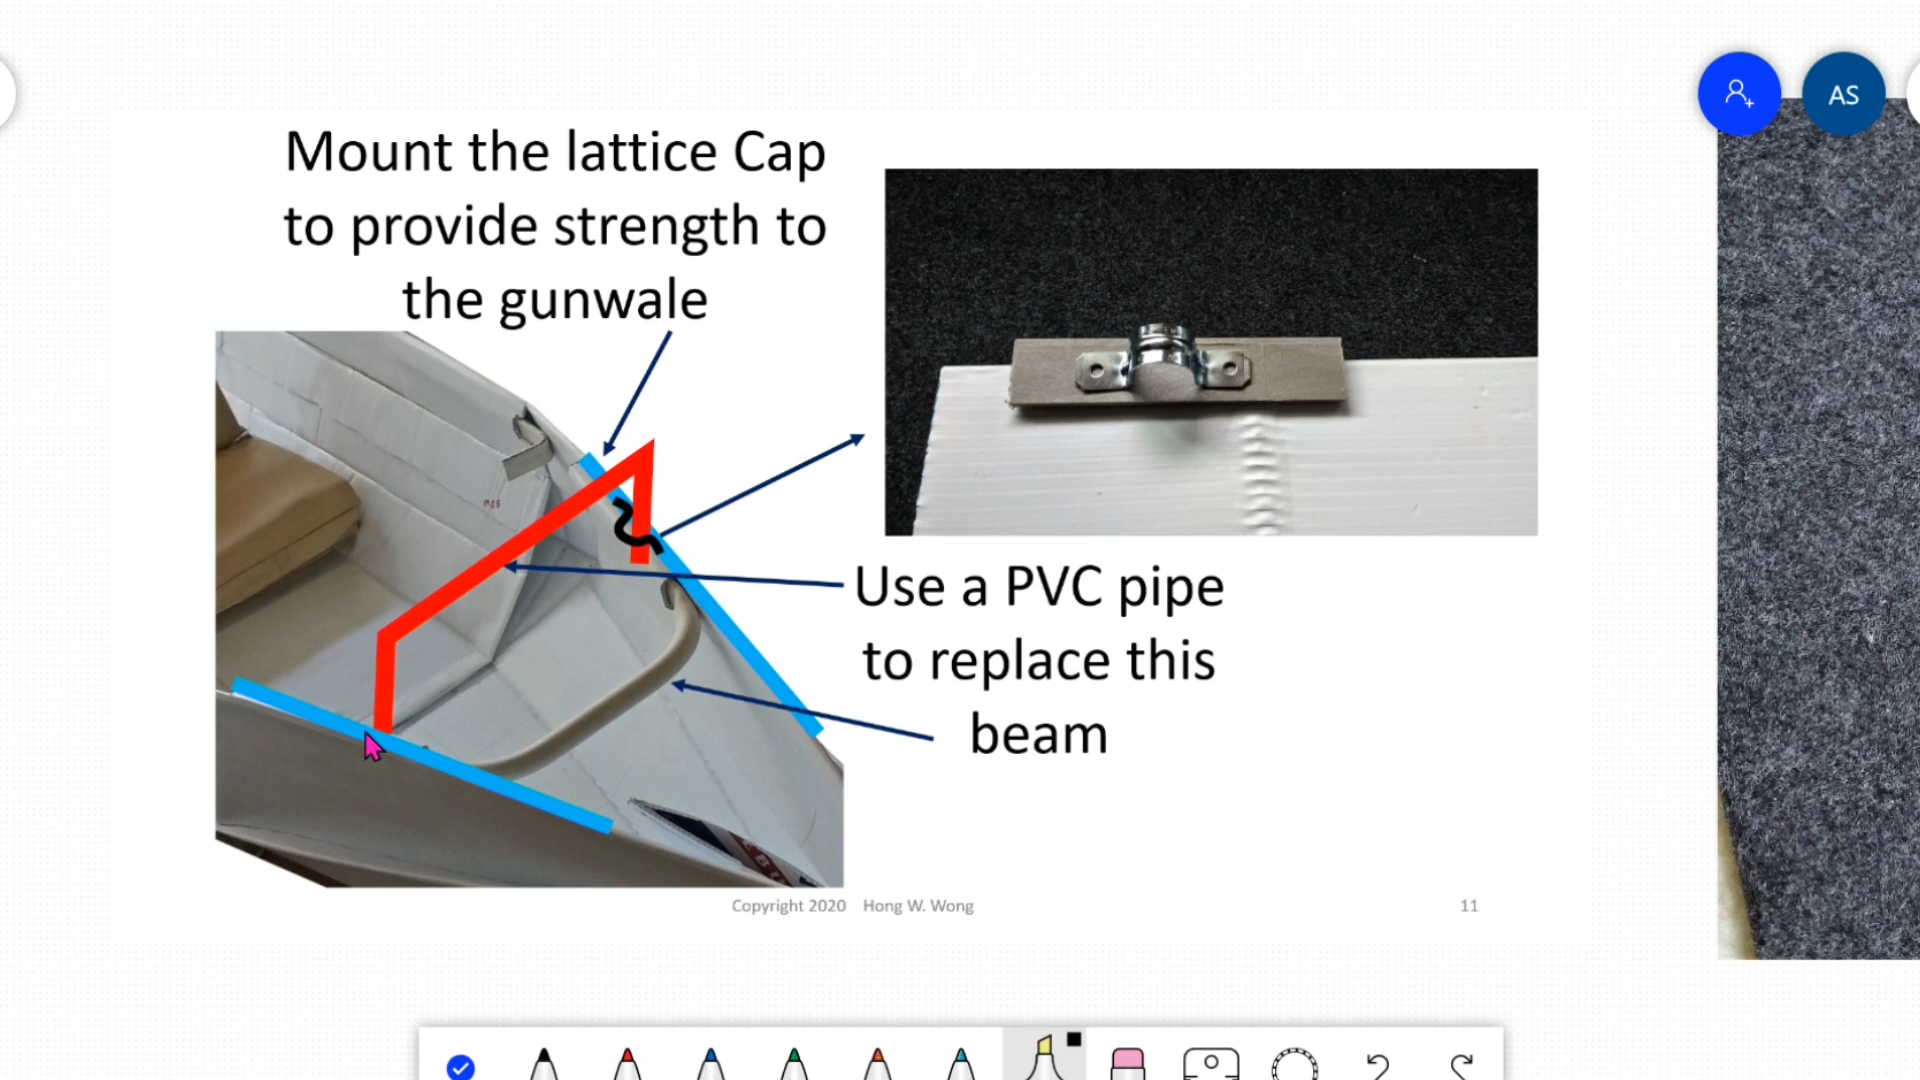 AS
Mount the lattice Cap
to provide strength to
the gunwale
Use a PVC pipe
to replace this
beam
Copyright 2020 Hong W. Wong
11